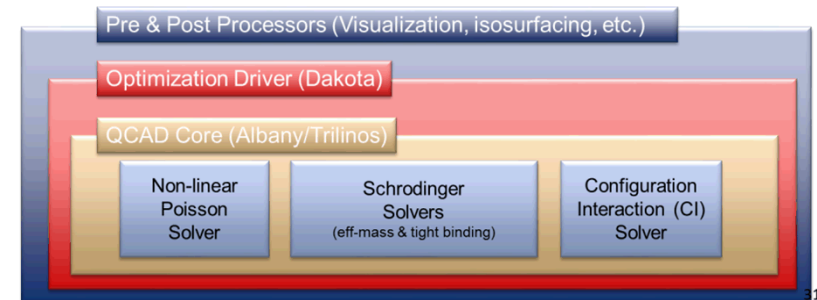 Pre & Post Processors (Visualization, isosurfacing, etc.)
Optimization Driver (Dakota)
QCAD Core (Albany/Trilinos)
Non-linear
Poisson
Solver
Schrodinger
Solvers
(eff-mass & tight binding)
Configuration
Interaction (CI)
Solver
31